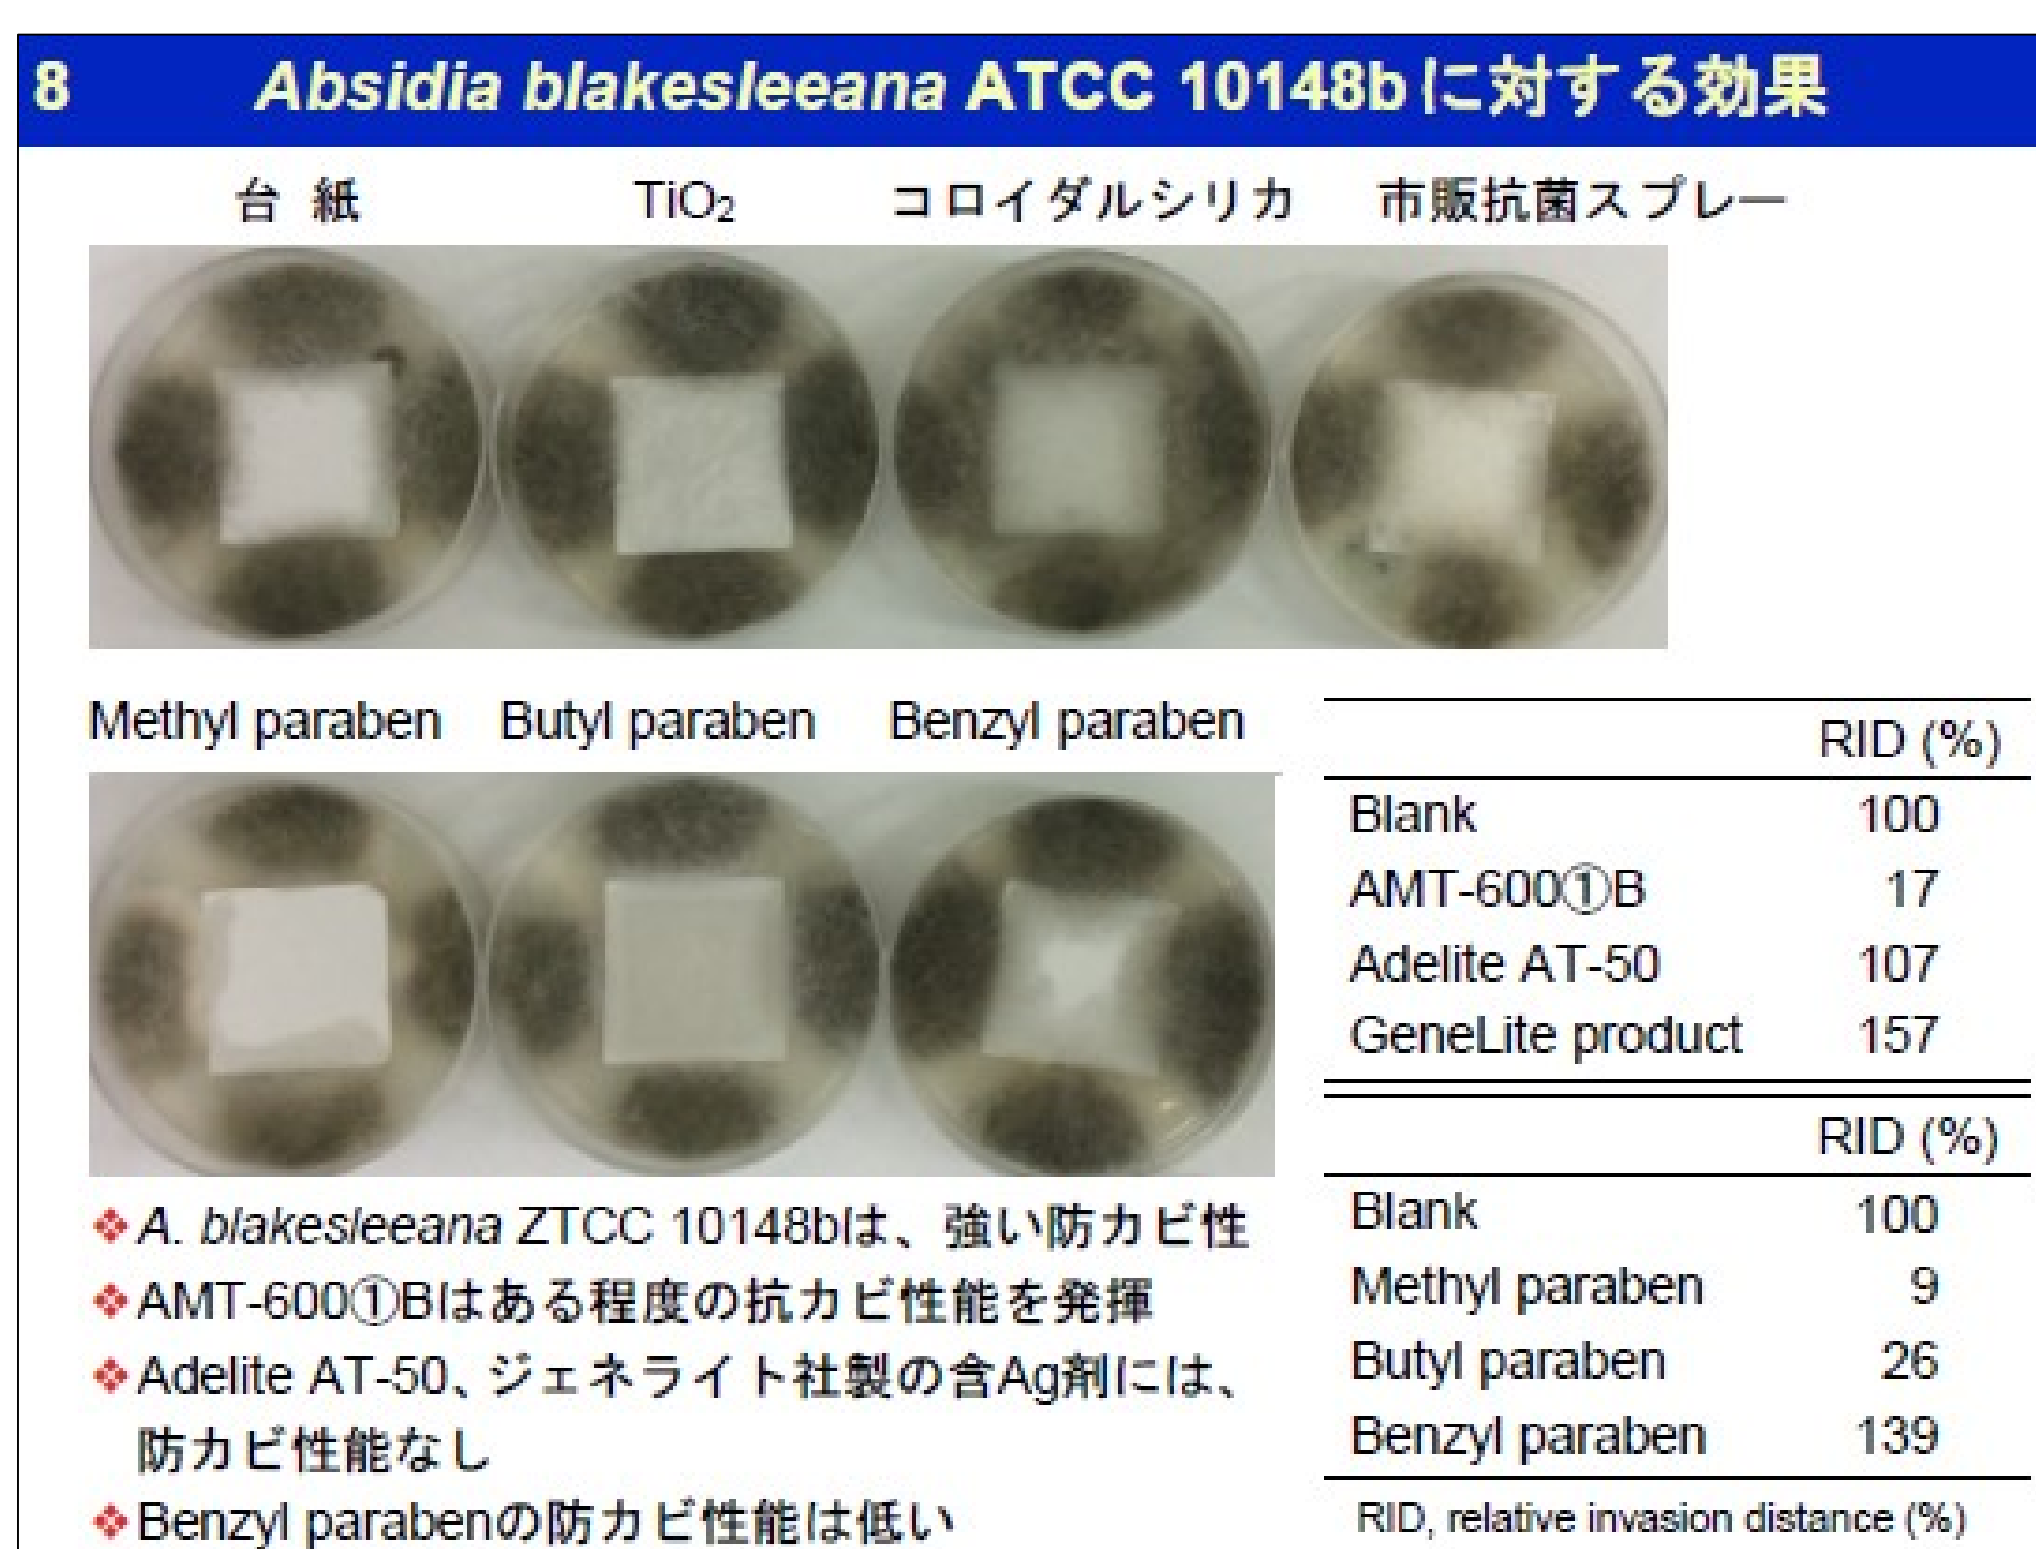 8 Absidia blakesleeana ATCC 10148bに対する効果
台 紙 TiO₂ コロイダルシリカ 市販抗菌スプレー
Methyl paraben Butyl paraben Benzyl paraben
RID (%)
Blank 100
AMT-600①B 17
Adelite AT-50 107
GeneLite product 157
RID (%)
Blank 100
Methyl paraben 9
Butyl paraben 26
Benzyl paraben 139
RID, relative invasion distance (%)
❖A. blakesleeana ZTCC 10148bは、強い防カビ性
❖AMT-600①Bはある程度の抗カビ性能を発揮
❖Adelite AT-50、ジェネライト社製の含Ag剤には、
防カビ性能なし
❖Benzyl parabenの防カビ性能は低い